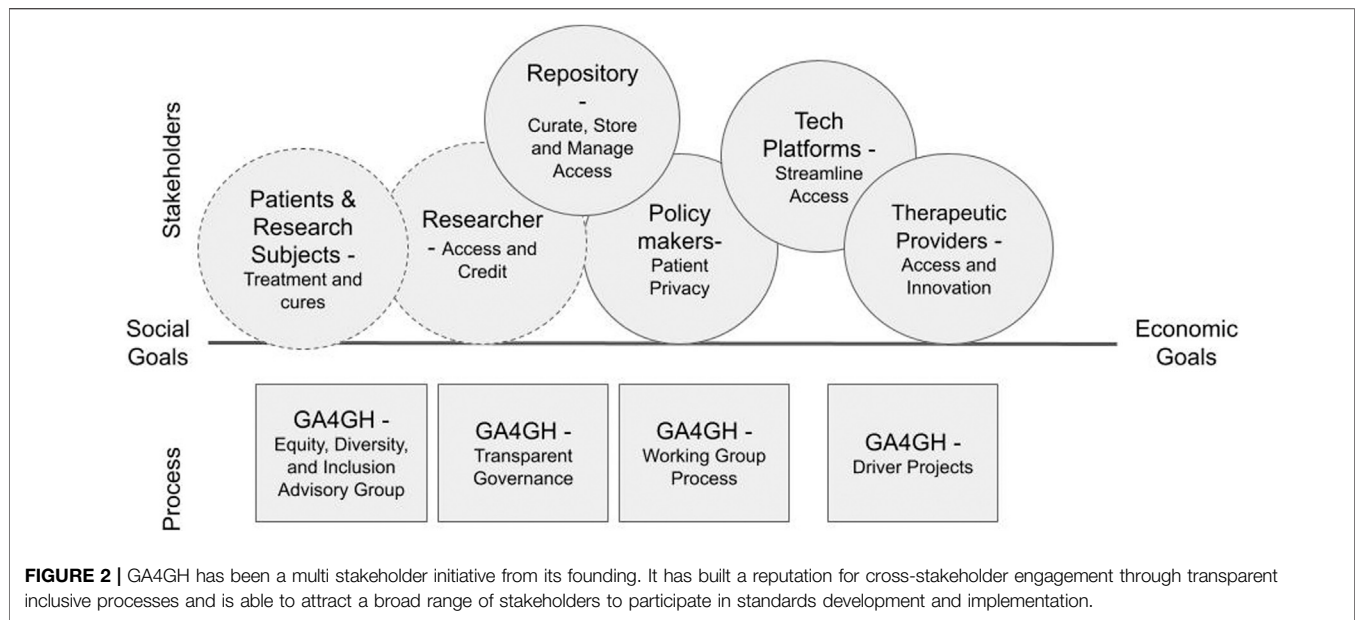 Stakeholders
Repository
-
Curate, Store
and Manage
Access
Tech
Platforms -
Streamline
Access
Patients &
Research
Subjects -
Treatment and
cures
Researcher
- Access and
Credit
Policy
makers-
Patient
Privacy
Therapeutic
Providers -
Access and
Innovation
Social
Goals
Economic
Goals
Process
GA4GH -
Equity, Diversity,
and Inclusion
Advisory Group
GA4GH -
Transparent
Governance
GA4GH -
Working Group
Process
GA4GH -
Driver Projects
FIGURE 2 | GA4GH has been a multi stakeholder initiative from its founding. It has built a reputation for cross-stakeholder engagement through transparent
inclusive processes and is able to attract a broad range of stakeholders to participate in standards development and implementation.